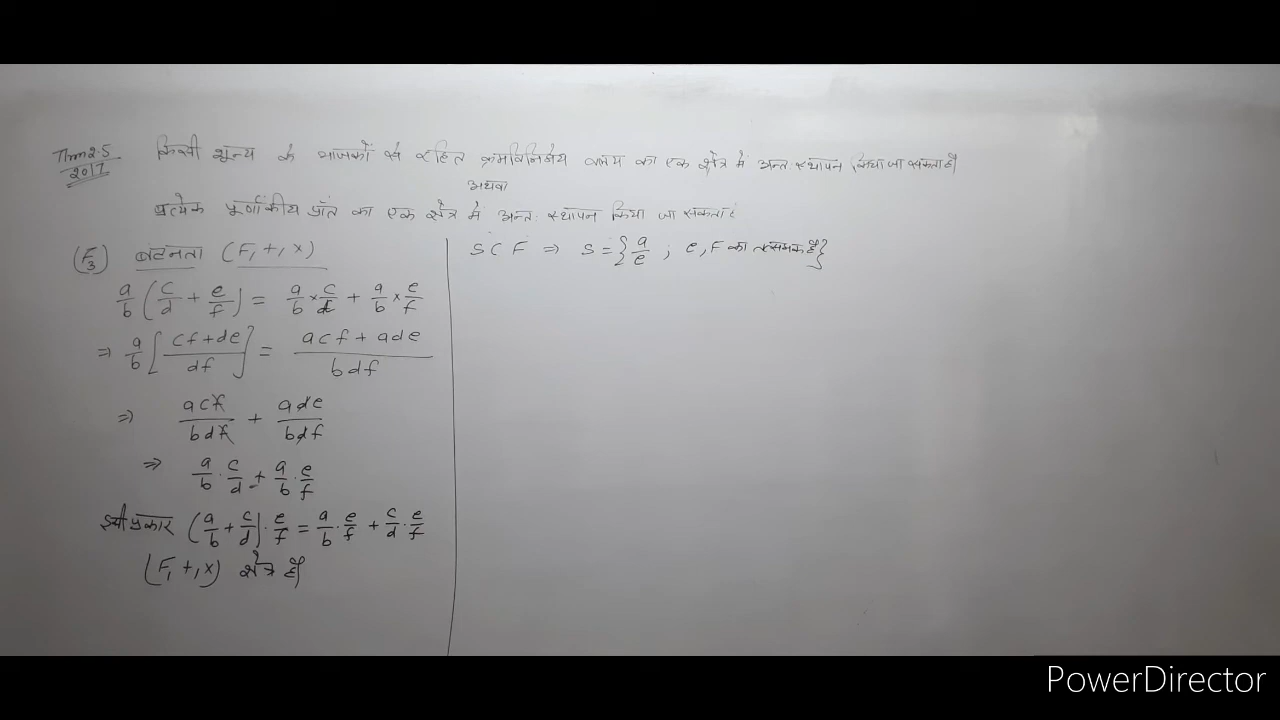 Thm 2.5
2017
किसी शून्य के भाजकों से रहित क्रमविनिमेय वलय का एक क्षेत्र में अन्त: स्थापन किया जा सकता है
अथवा
प्रत्येक पूर्णांकीय प्रांत का एक क्षेत्र में अन्त: स्थापन किया जा सकता है
(F₃) बंटनता (F, +, ×)
a/b (c/d + e/f) = a/b × c/d + a/b × e/f
⇒ a/b [cf+de/df] = acf + ade/bdf
⇒ acf/bdf + ade/bdf
⇒ a/b · c/d + a/b · e/f
इसी प्रकार (a/b + c/d) · e/f = a/b · e/f + c/d · e/f
(F, +, ×) क्षेत्र है
S ⊂ F ⇒ S = {a/e ; e, F का तत्समक है}
PowerDirector